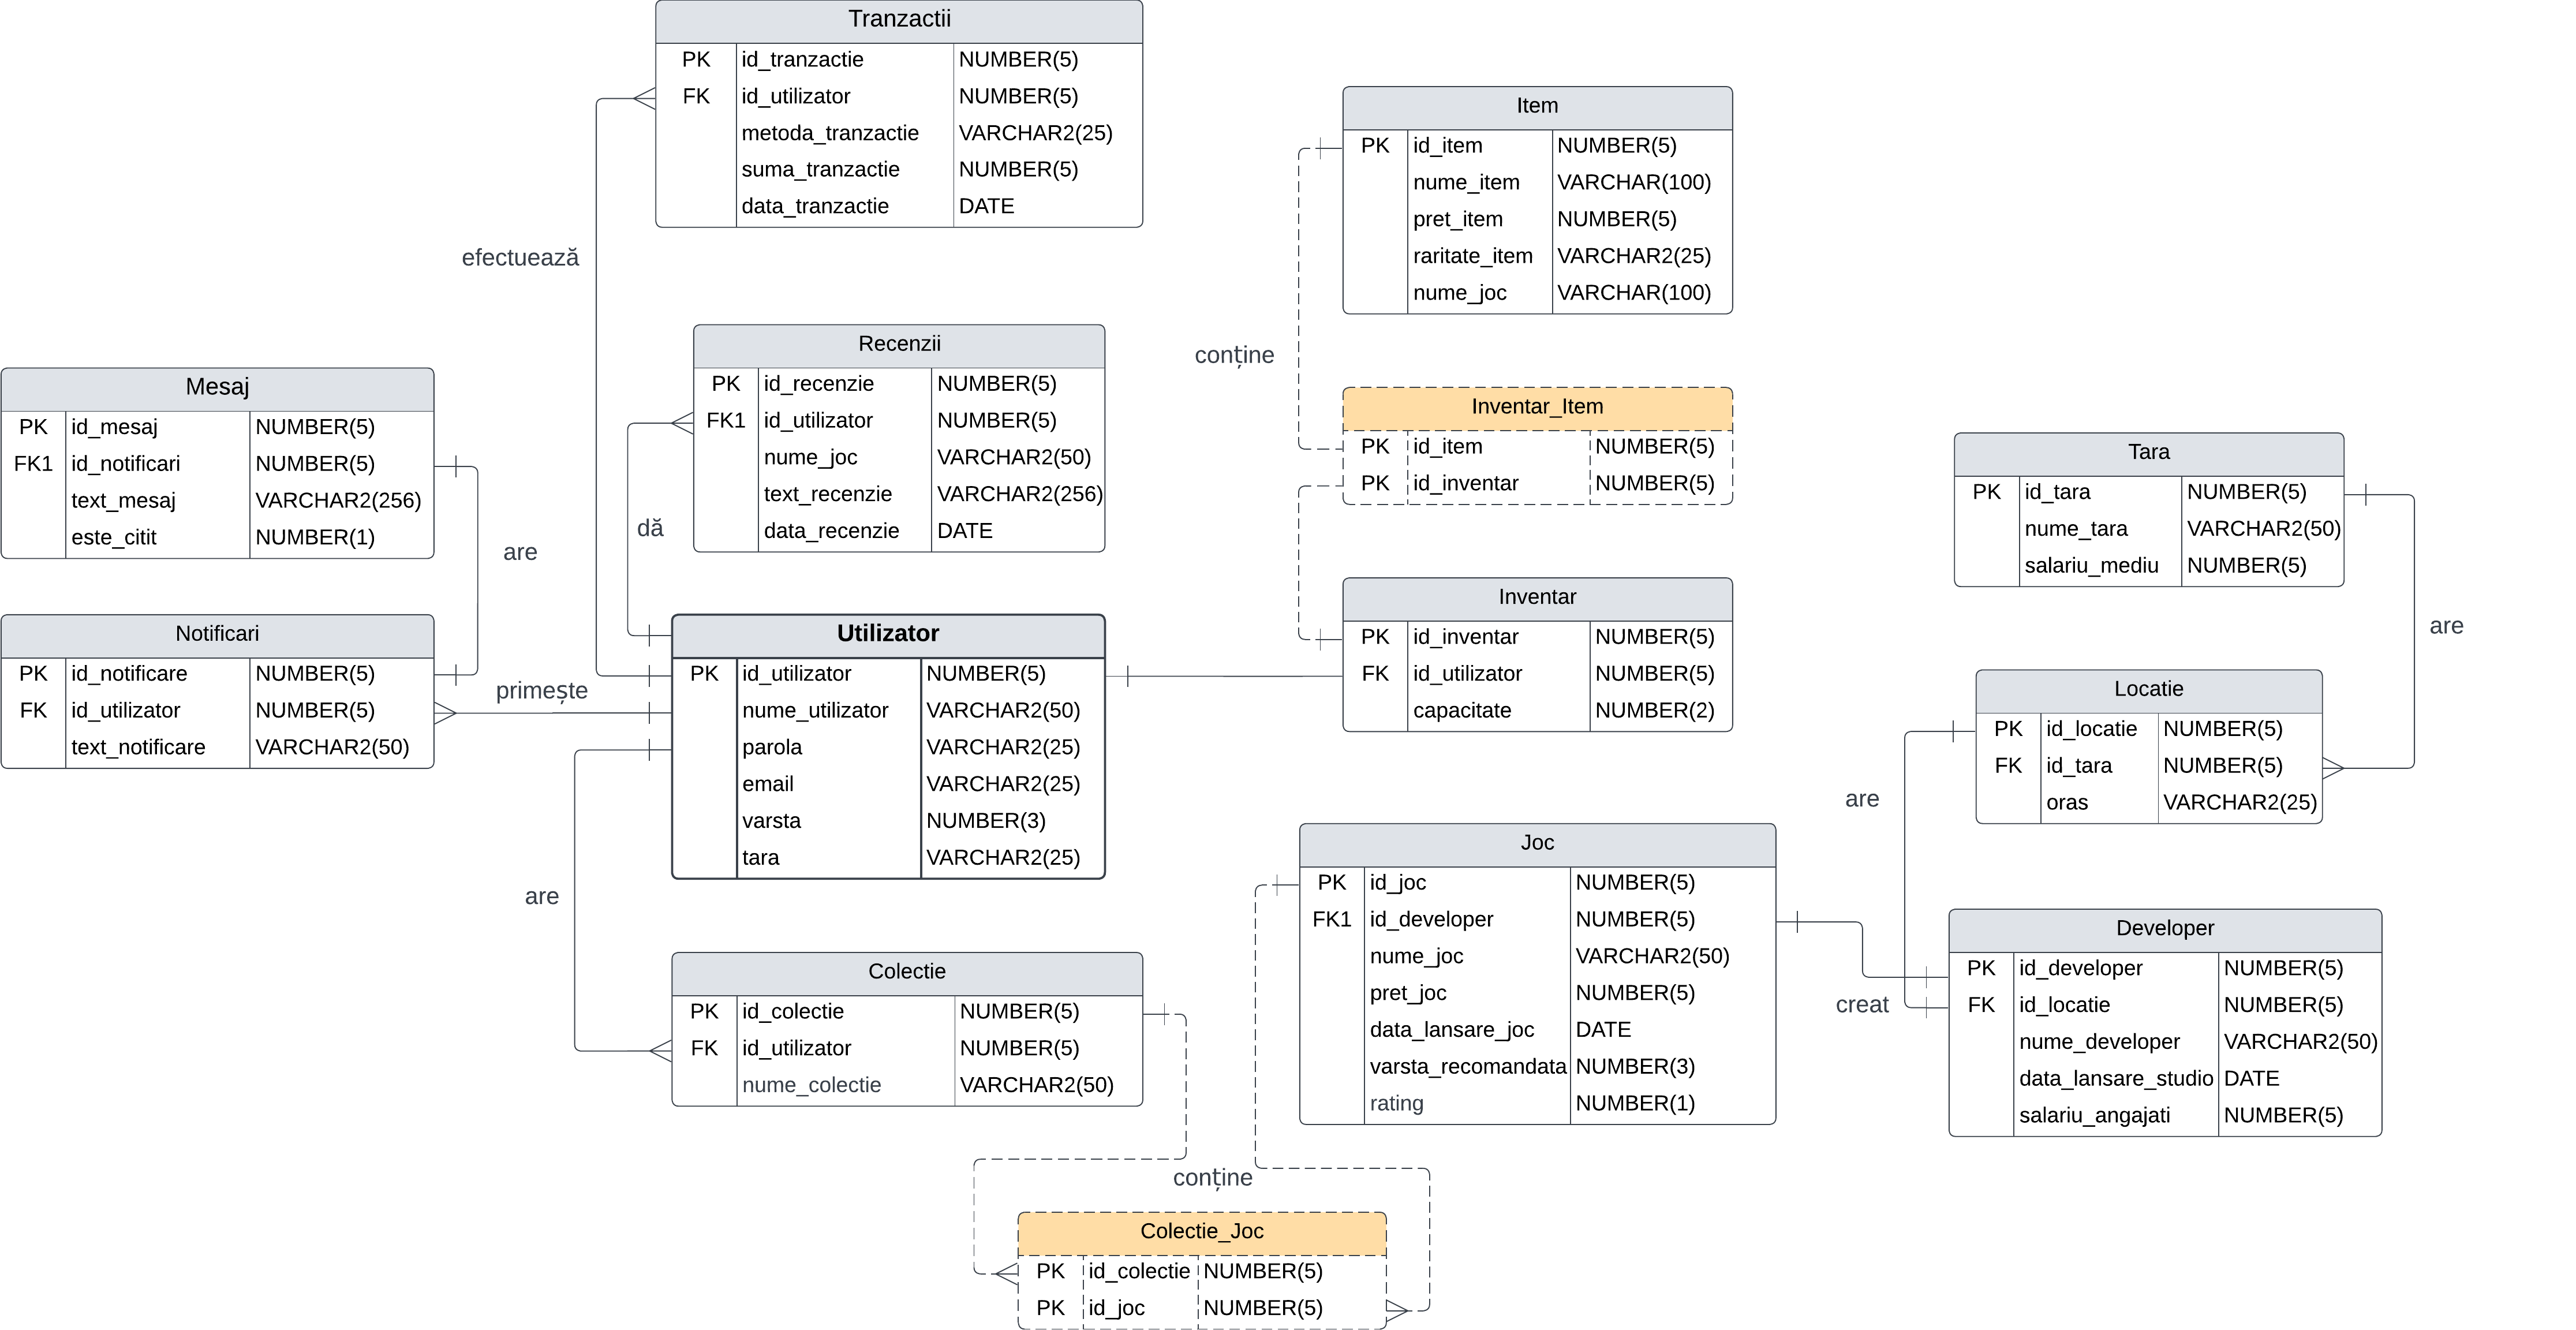 Tranzactii
PK id_tranzactie NUMBER(5)
FK id_utilizator NUMBER(5)
metoda_tranzactie VARCHAR2(25)
suma_tranzactie NUMBER(5)
data_tranzactie DATE
efectuează
Item
PK id_item NUMBER(5)
nume_item VARCHAR(100)
pret_item NUMBER(5)
raritate_item VARCHAR2(25)
nume_joc VARCHAR(100)
conține
Recenzii
PK id_recenzie NUMBER(5)
FK1 id_utilizator NUMBER(5)
nume_joc VARCHAR2(50)
text_recenzie VARCHAR2(256)
data_recenzie DATE
dă
Mesaj
PK id_mesaj NUMBER(5)
FK1 id_notificari NUMBER(5)
text_mesaj VARCHAR2(256)
este_citit NUMBER(1)
are
Inventar_Item
PK id_item NUMBER(5)
PK id_inventar NUMBER(5)
Tara
PK id_tara NUMBER(5)
nume_tara VARCHAR2(50)
salariu_mediu NUMBER(5)
are
Notificari
PK id_notificare NUMBER(5)
FK id_utilizator NUMBER(5)
text_notificare VARCHAR2(50)
primește
Utilizator
PK id_utilizator NUMBER(5)
nume_utilizator VARCHAR2(50)
parola VARCHAR2(25)
email VARCHAR2(25)
varsta NUMBER(3)
tara VARCHAR2(25)
Inventar
PK id_inventar NUMBER(5)
FK id_utilizator NUMBER(5)
capacitate NUMBER(2)
Locatie
PK id_locatie NUMBER(5)
FK id_tara NUMBER(5)
oras VARCHAR2(25)
are
are
Joc
PK id_joc NUMBER(5)
FK1 id_developer NUMBER(5)
nume_joc VARCHAR2(50)
pret_joc NUMBER(5)
data_lansare_joc DATE
varsta_recomandata NUMBER(3)
rating NUMBER(1)
creat
Developer
PK id_developer NUMBER(5)
FK id_locatie NUMBER(5)
nume_developer VARCHAR2(50)
data_lansare_studio DATE
salariu_angajati NUMBER(5)
Colectie
PK id_colectie NUMBER(5)
FK id_utilizator NUMBER(5)
nume_colectie VARCHAR2(50)
conține
Colectie_Joc
PK id_colectie NUMBER(5)
PK id_joc NUMBER(5)